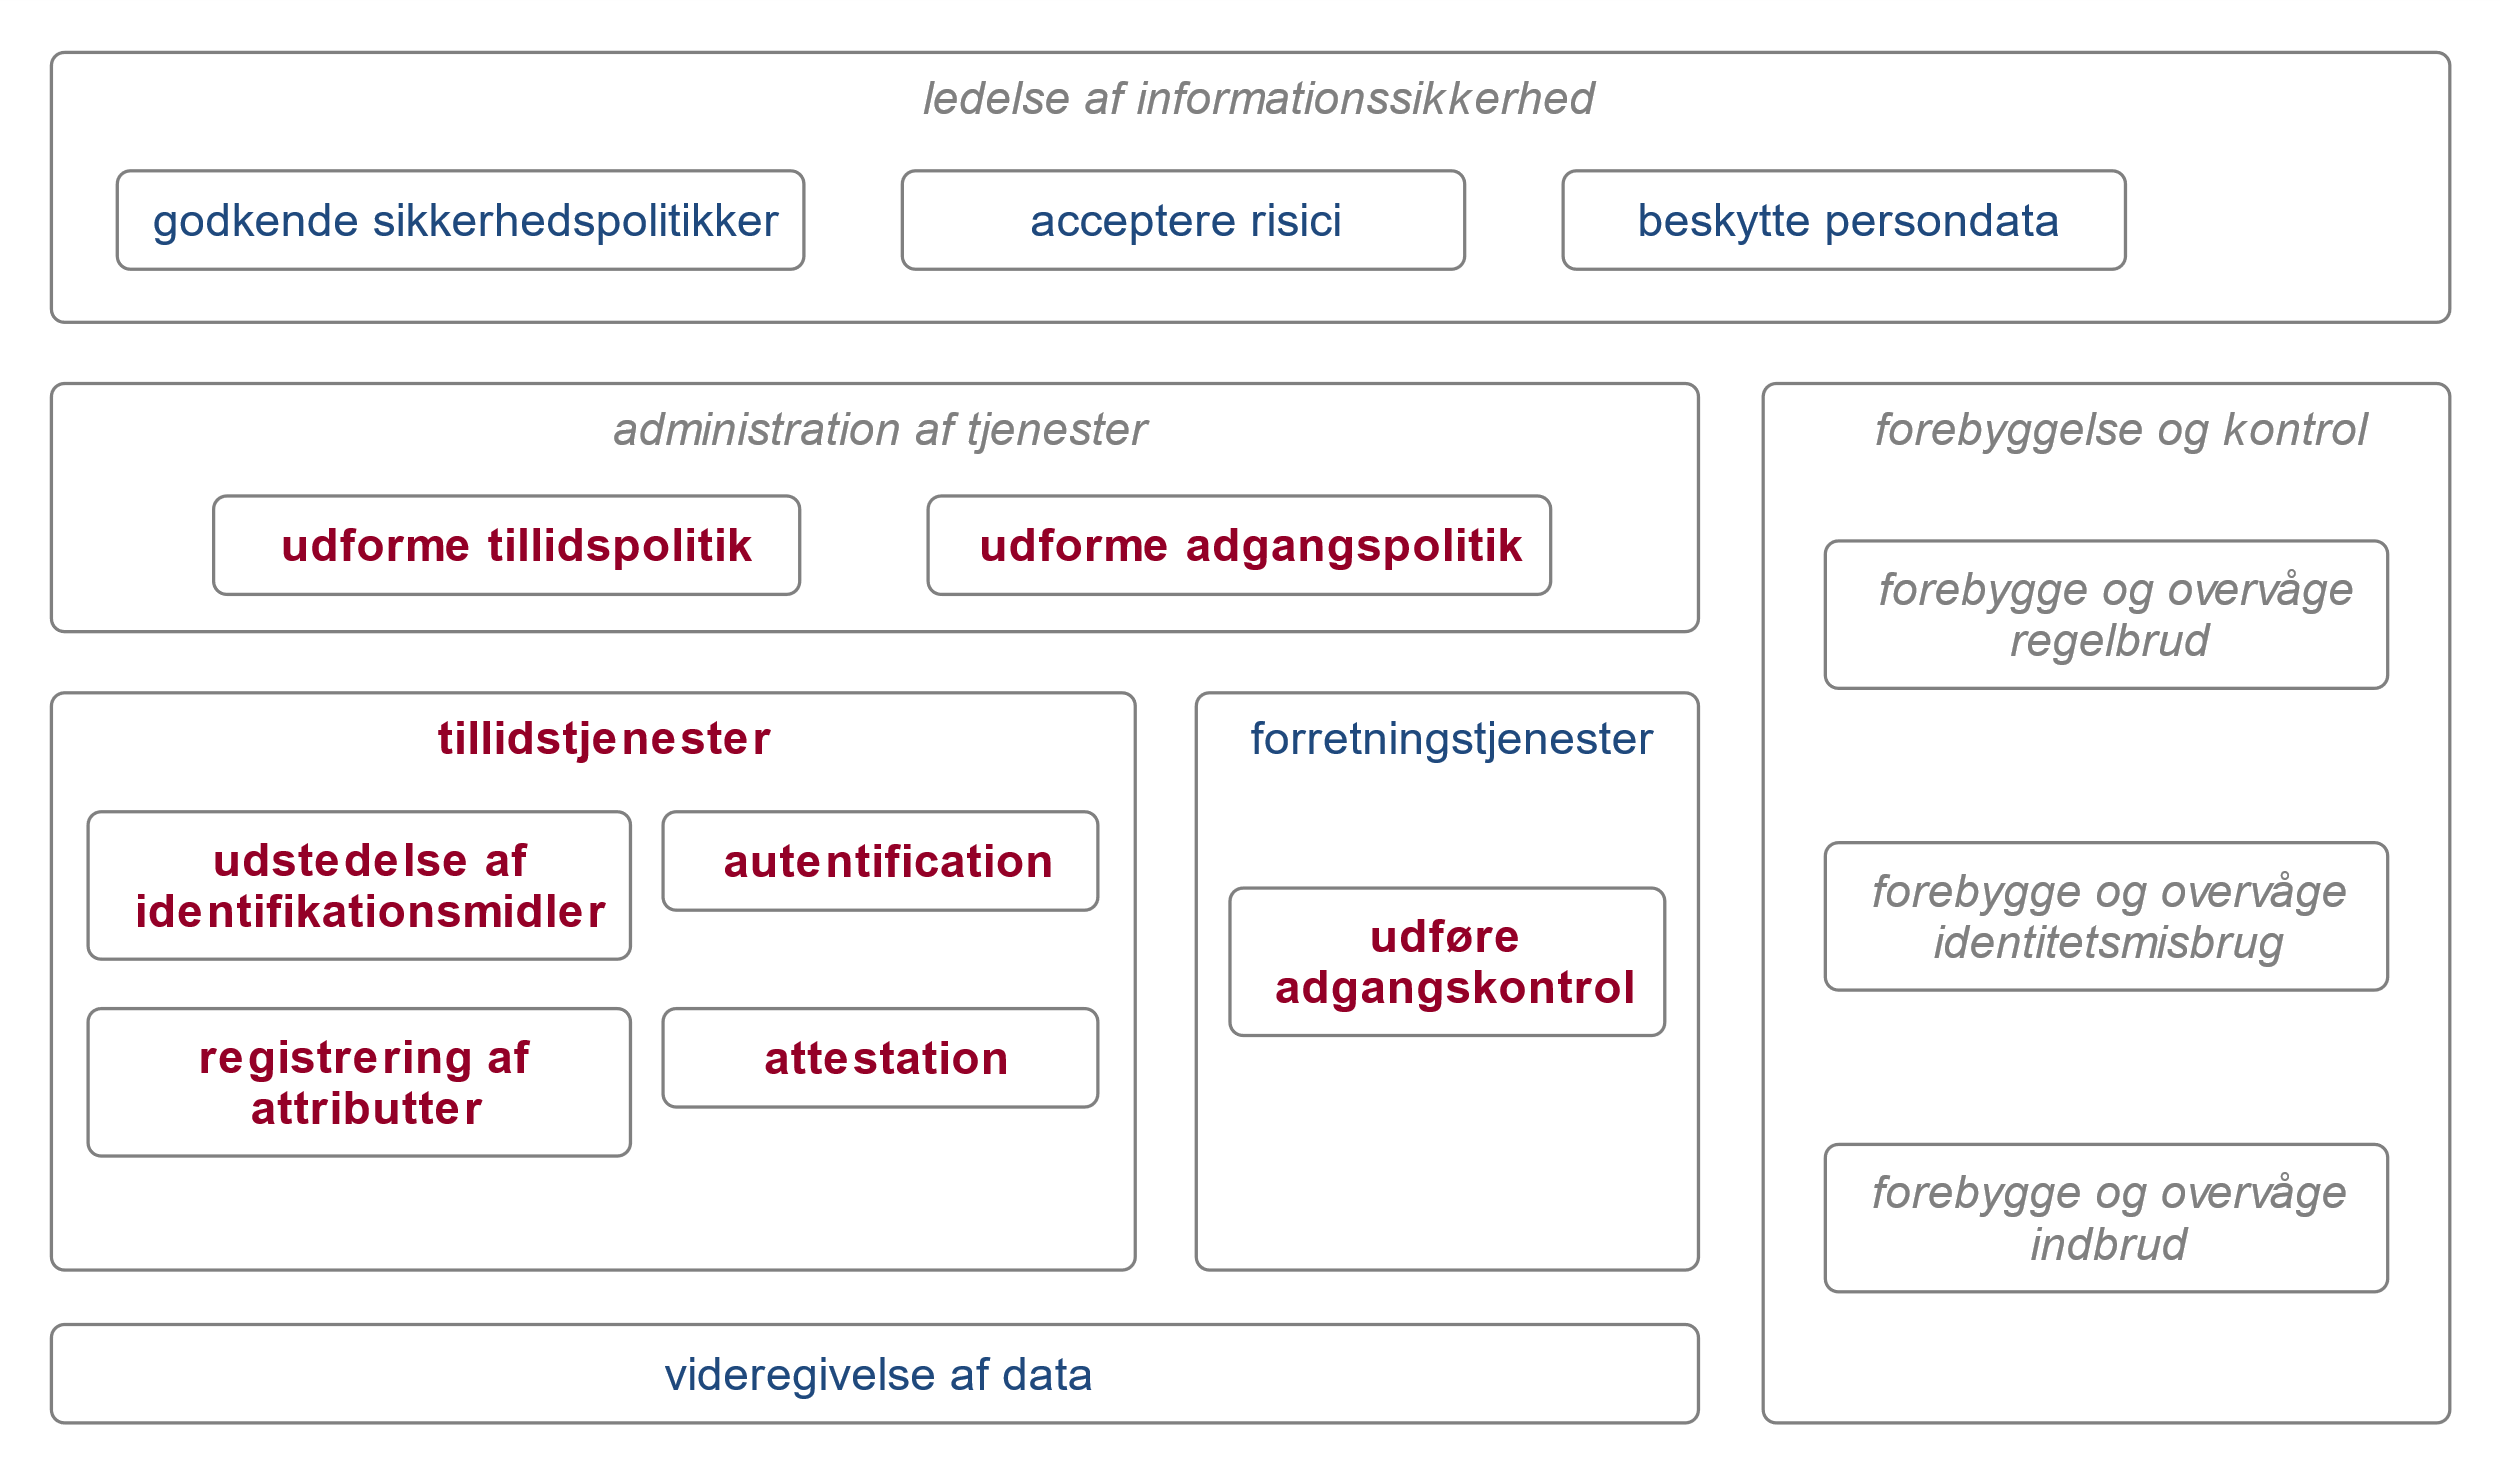 ledelse af informationssikkerhed
godkende sikkerhedspolitikker
acceptere risici
beskytte persondata
administration af tjenester
udforme tillidspolitik
udforme adgangspolitik
tillidstjenester
udstedelse af
identifikationsmidler
autentification
registrering af
attributter
attestation
forretningstjenester
udføre
adgangskontrol
videregivelse af data
forebyggelse og kontrol
forebygge og overvåge
regelbrud
forebygge og overvåge
identitetsmisbrug
forebygge og overvåge
indbrud